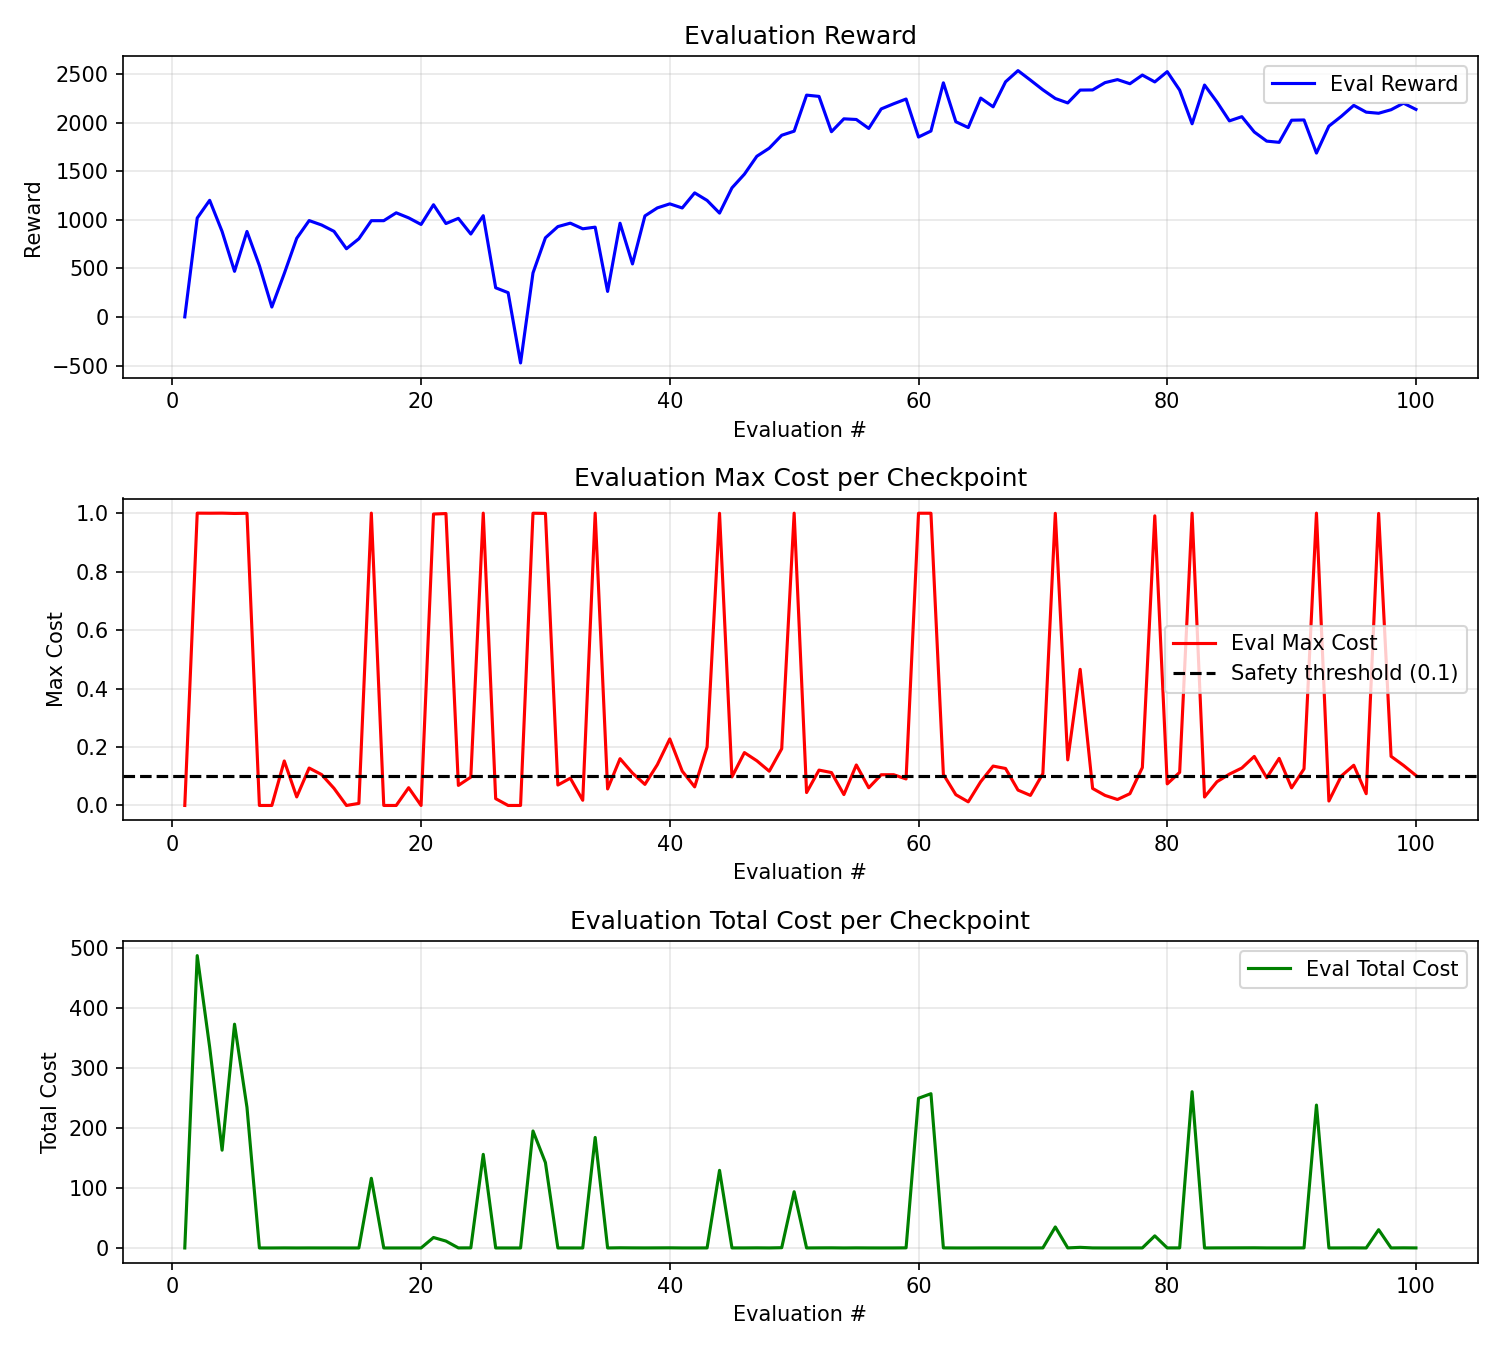 Evaluation Reward
2500
2000
1500
1000
500
0
−500
Reward
Eval Reward
0 20 40 60 80 100
Evaluation #
Evaluation Max Cost per Checkpoint
1.0
0.8
0.6
0.4
0.2
0.0
Max Cost
Eval Max Cost
Safety threshold (0.1)
0 20 40 60 80 100
Evaluation #
Evaluation Total Cost per Checkpoint
500
400
300
200
100
0
Total Cost
Eval Total Cost
0 20 40 60 80 100
Evaluation #